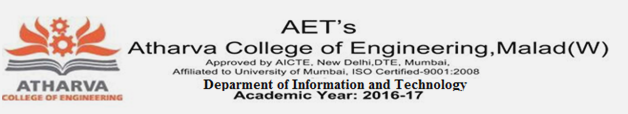 AET's
Atharva College of Engineering,Malad(W)
Approved by AICTE, New Delhi,DTE, Mumbai,
Affiliated to University of Mumbai, ISO Certified-9001:2008
Deparment of Information and Technology
Academic Year: 2016-17
ATHARVA
COLLEGE OF ENGINEERING